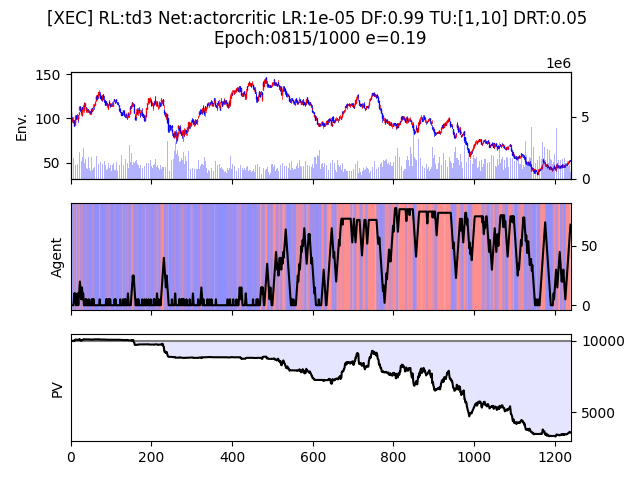 [XEC] RL:td3 Net:actorcritic LR:1e-05 DF:0.99 TU:[1,10] DRT:0.05
Epoch:0815/1000 e=0.19
1e6
150
100
50
Env.
5
0
Agent
50
0
PV
10000
5000
0
200
400
600
800
1000
1200